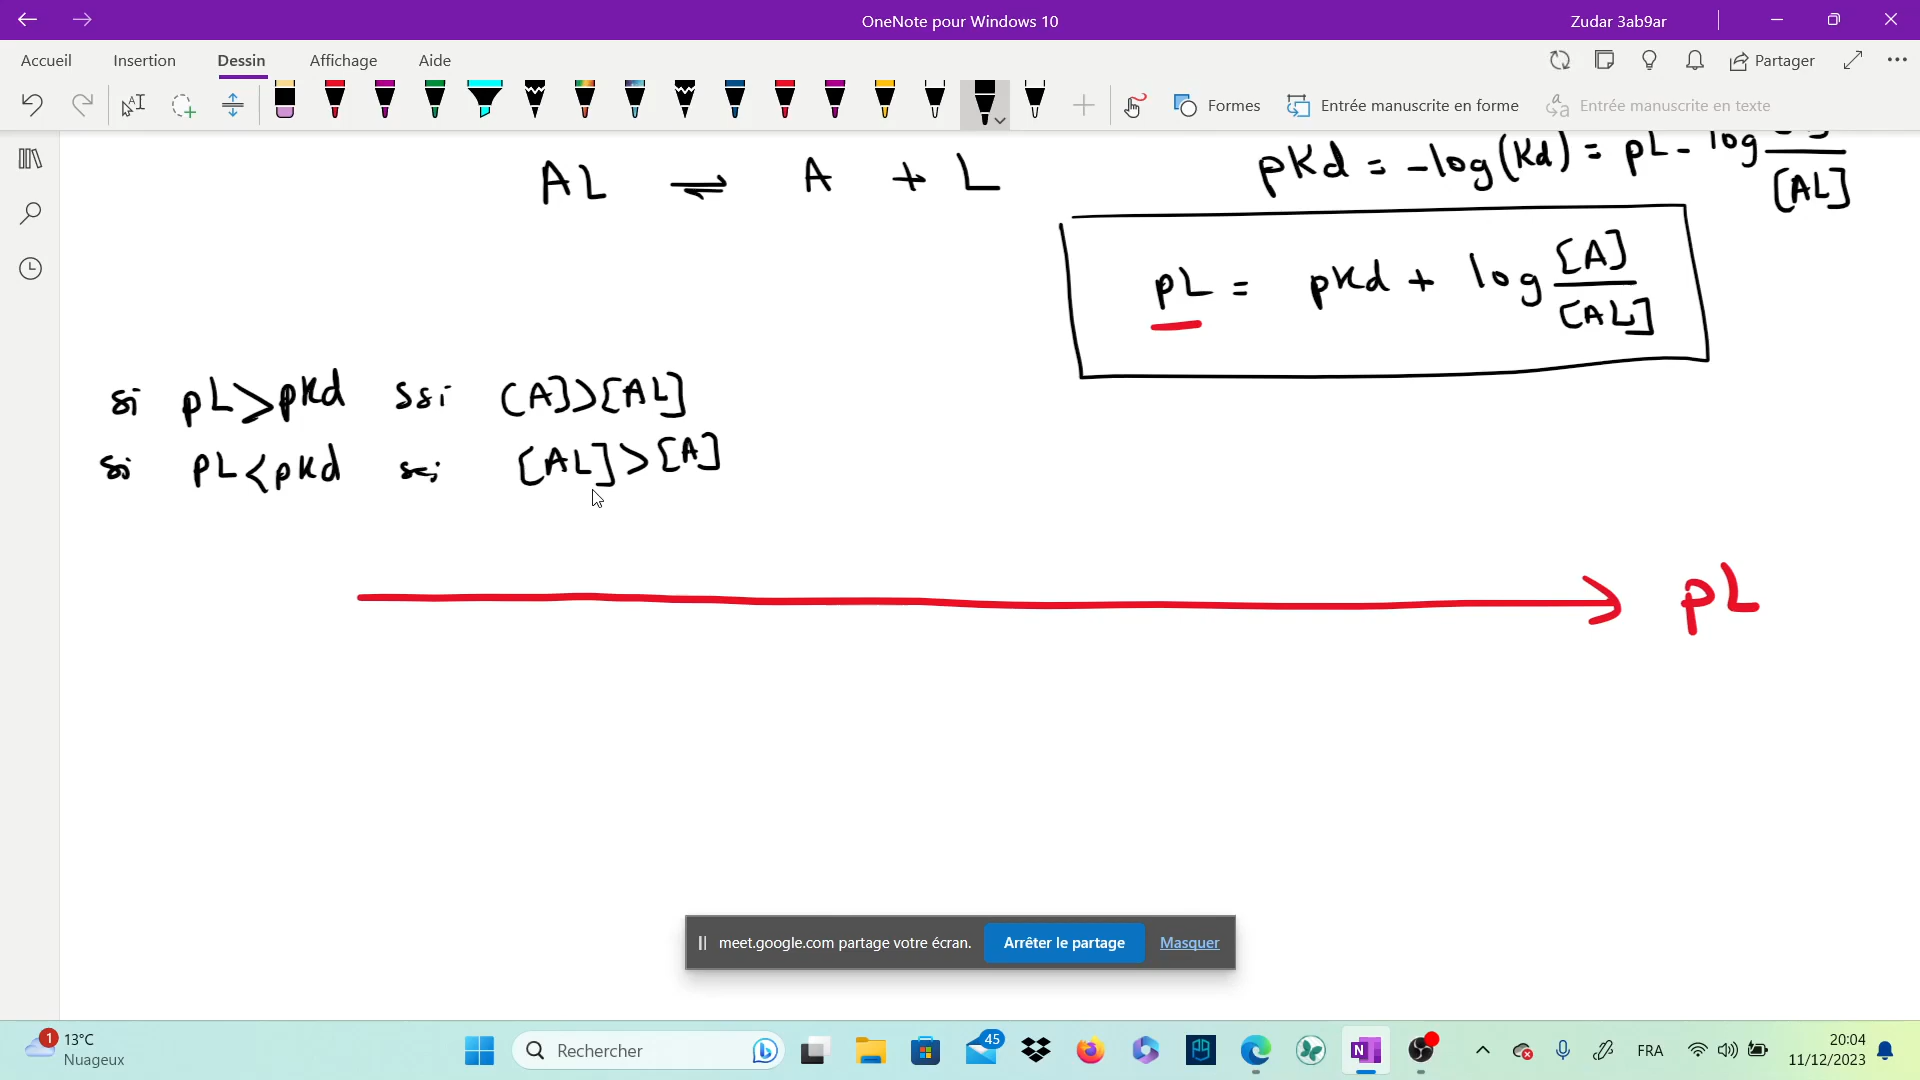 OneNote pour Windows 10
Zudar 3ab9ar
Accueil Insertion Dessin Affichage Aide
Partager
Formes Entrée manuscrite en forme Entrée manuscrite en texte
AL ⇌ A + L
pKd = -log(Kd) = pL - log [AL]
pL = pKd + log [A]
[AL]
si pL > pKd ssi [A] > [AL]
si pL < pKd ssi [AL] > [A]
pL
meet.google.com partage votre écran. Arrêter le partage Masquer
1 13°C
Nuageux
Rechercher
45
FRA
20:04
11/12/2023